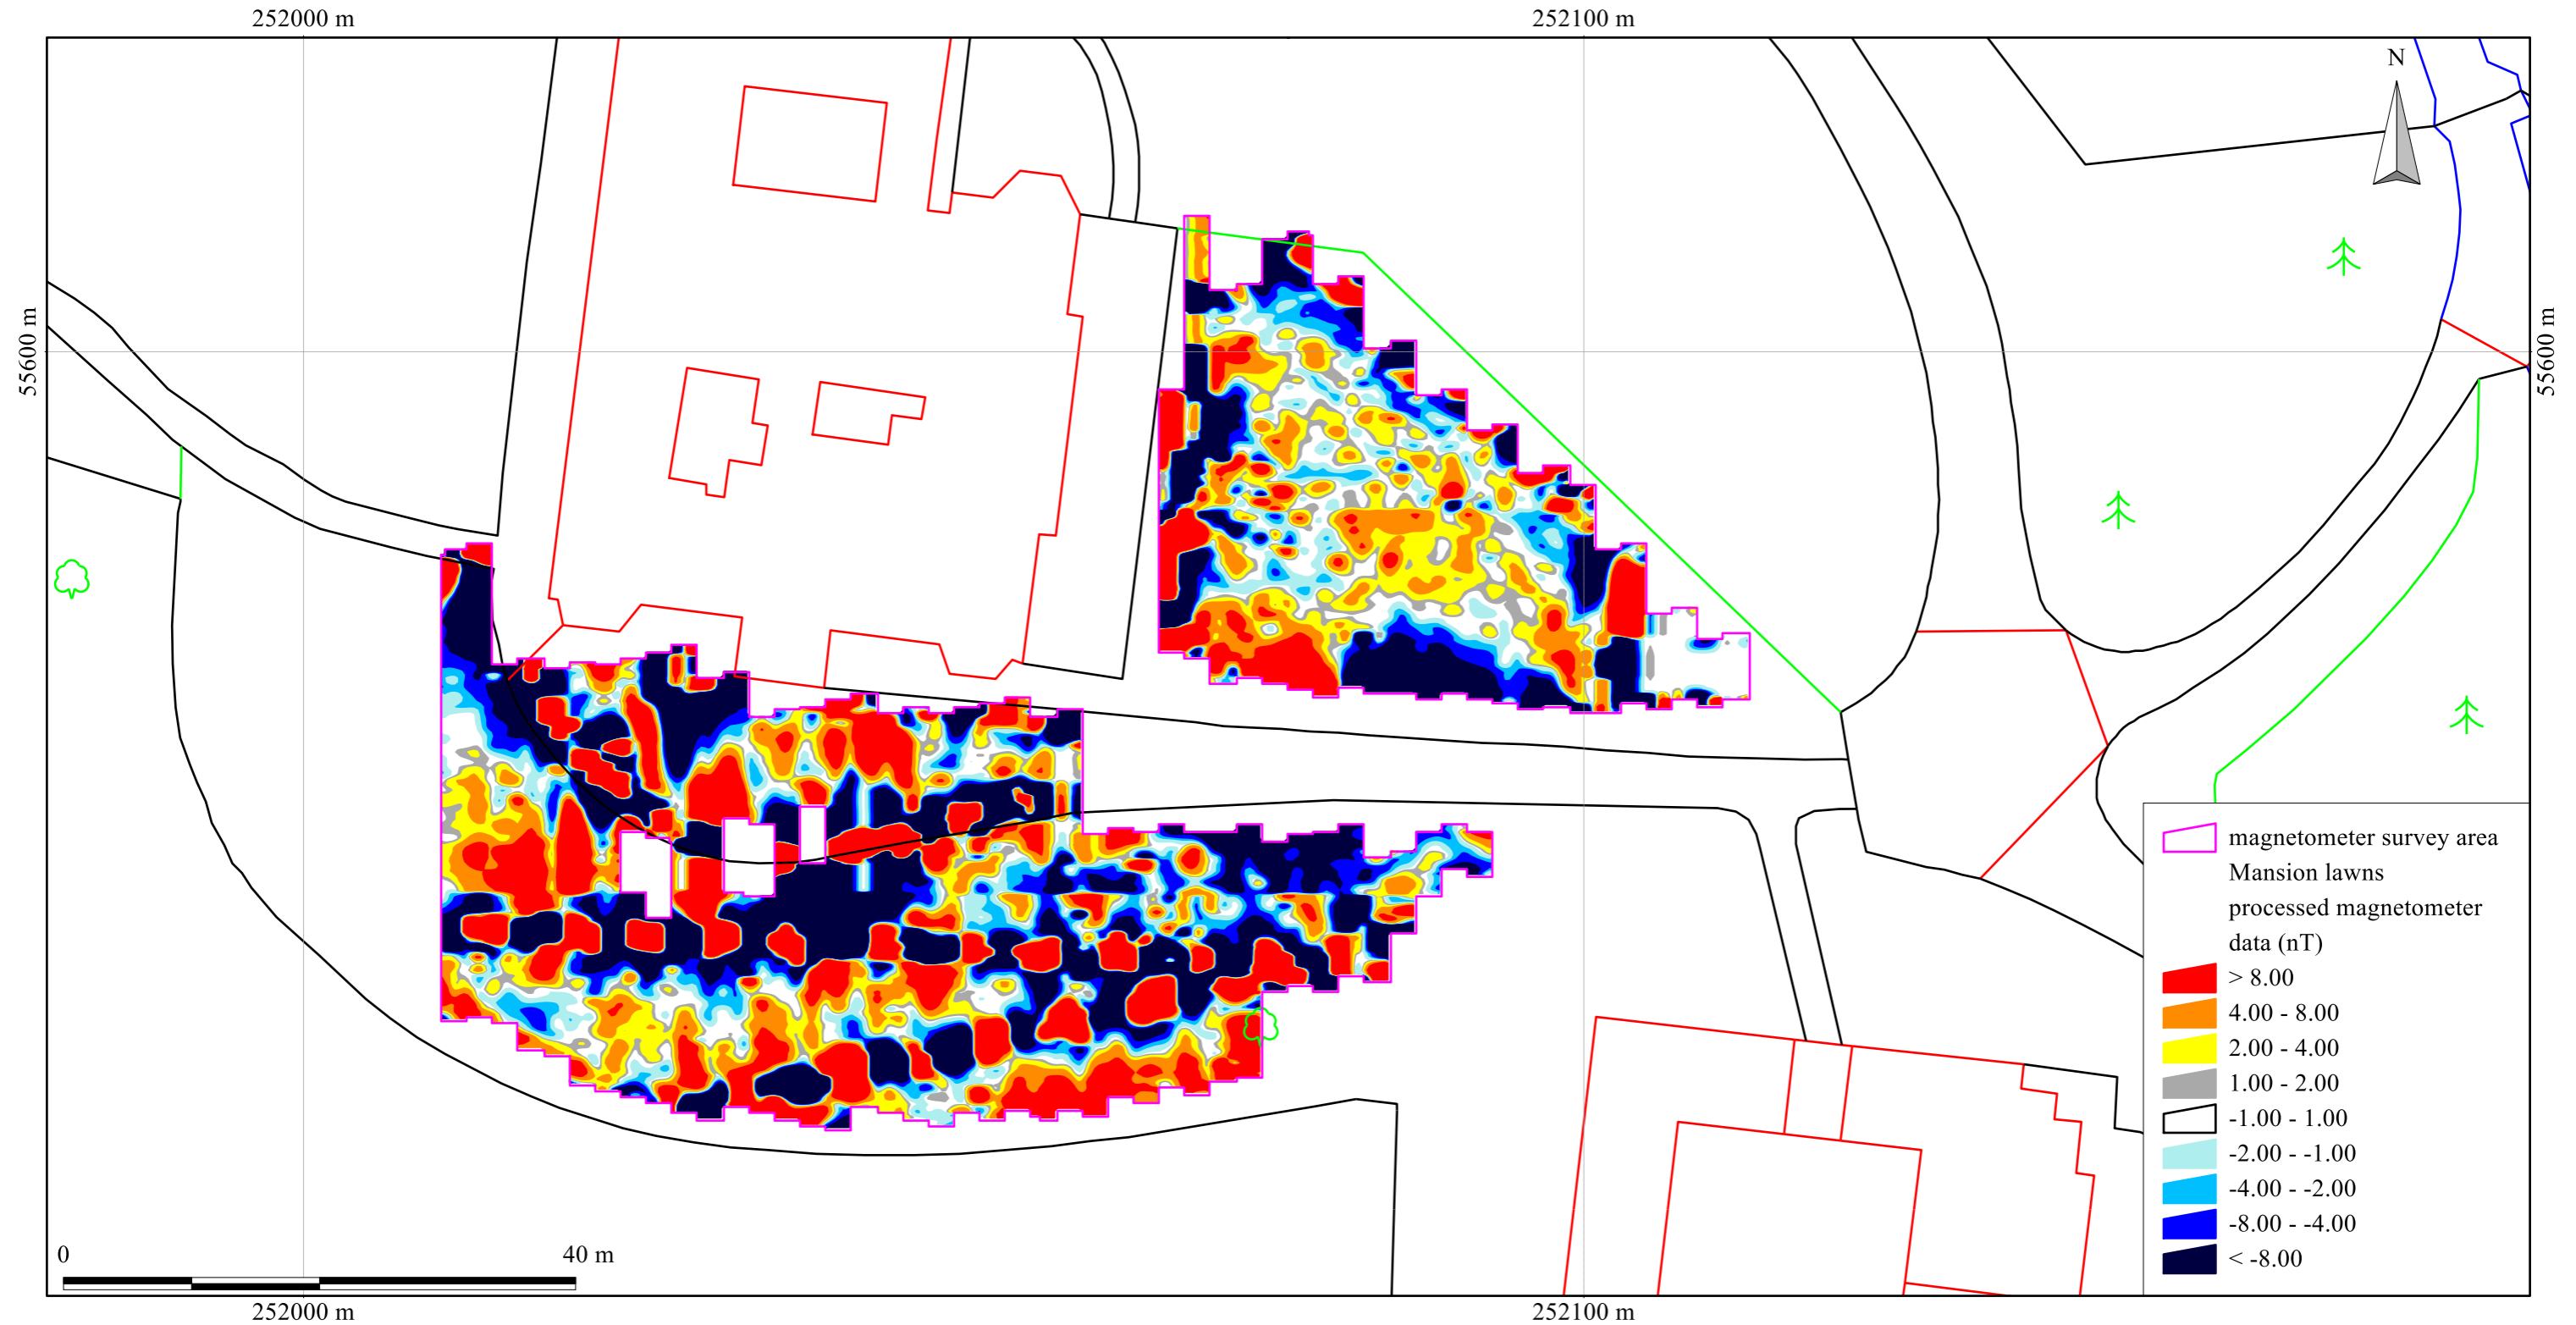 252000 m
252100 m
N
55600 m
55600 m
magnetometer survey area
Mansion lawns
processed magnetometer
data (nT)
> 8.00
4.00 - 8.00
2.00 - 4.00
1.00 - 2.00
-1.00 - 1.00
-2.00 - -1.00
-4.00 - -2.00
-8.00 - -4.00
< -8.00
0
40 m
252000 m
252100 m